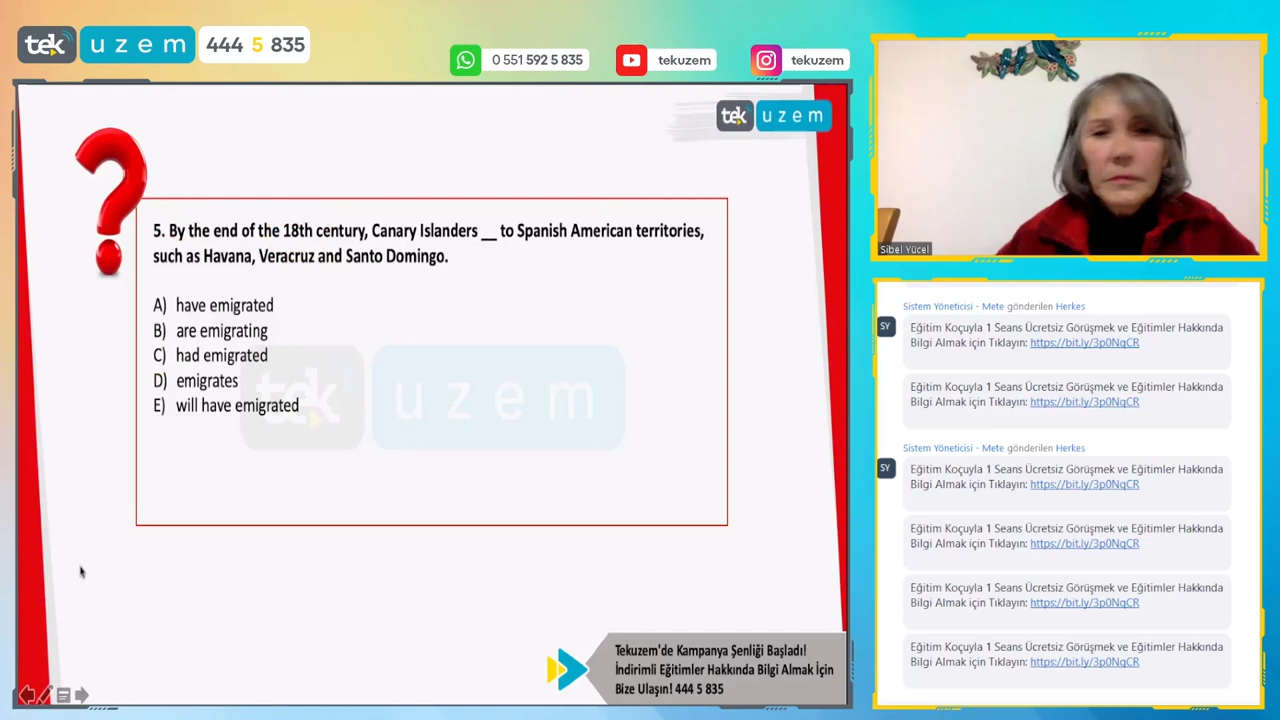 tek uzem 444 5 835
0 551 592 5 835
tekuzem
tekuzem
tek uzem
5. By the end of the 18th century, Canary Islanders __ to Spanish American territories,
such as Havana, Veracruz and Santo Domingo.
A) have emigrated
B) are emigrating
C) had emigrated
D) emigrates
E) will have emigrated
tek uzem
Tekuzem'de Kampanya Şenliği Başladı!
İndirimli Eğitimler Hakkında Bilgi Almak İçin
Bize Ulaşın! 444 5 835
Sibel Yücel
Sistem Yöneticisi - Mete gönderilen Herkes
SY
Eğitim Koçuyla 1 Seans Ücretsiz Görüşmek ve Eğitimler Hakkında
Bilgi Almak için Tıklayın: https://bit.ly/3p0NqCR
Eğitim Koçuyla 1 Seans Ücretsiz Görüşmek ve Eğitimler Hakkında
Bilgi Almak için Tıklayın: https://bit.ly/3p0NqCR
Sistem Yöneticisi - Mete gönderilen Herkes
SY
Eğitim Koçuyla 1 Seans Ücretsiz Görüşmek ve Eğitimler Hakkında
Bilgi Almak için Tıklayın: https://bit.ly/3p0NqCR
Eğitim Koçuyla 1 Seans Ücretsiz Görüşmek ve Eğitimler Hakkında
Bilgi Almak için Tıklayın: https://bit.ly/3p0NqCR
Eğitim Koçuyla 1 Seans Ücretsiz Görüşmek ve Eğitimler Hakkında
Bilgi Almak için Tıklayın: https://bit.ly/3p0NqCR
Eğitim Koçuyla 1 Seans Ücretsiz Görüşmek ve Eğitimler Hakkında
Bilgi Almak için Tıklayın: https://bit.ly/3p0NqCR